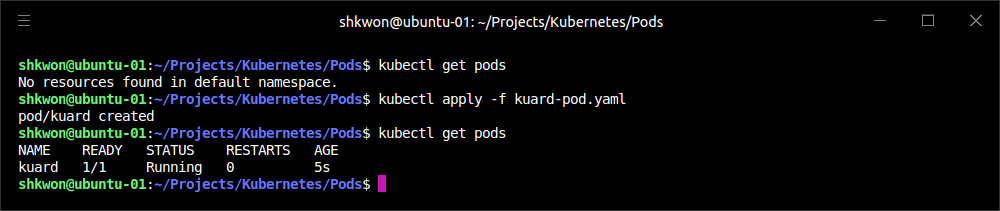 shkwon@ubuntu-01: ~/Projects/Kubernetes/Pods
shkwon@ubuntu-01:~/Projects/Kubernetes/Pods$ kubectl get pods
No resources found in default namespace.
shkwon@ubuntu-01:~/Projects/Kubernetes/Pods$ kubectl apply -f kuard-pod.yaml
pod/kuard created
shkwon@ubuntu-01:~/Projects/Kubernetes/Pods$ kubectl get pods
NAME    READY   STATUS    RESTARTS   AGE
kuard   1/1     Running   0          5s
shkwon@ubuntu-01:~/Projects/Kubernetes/Pods$